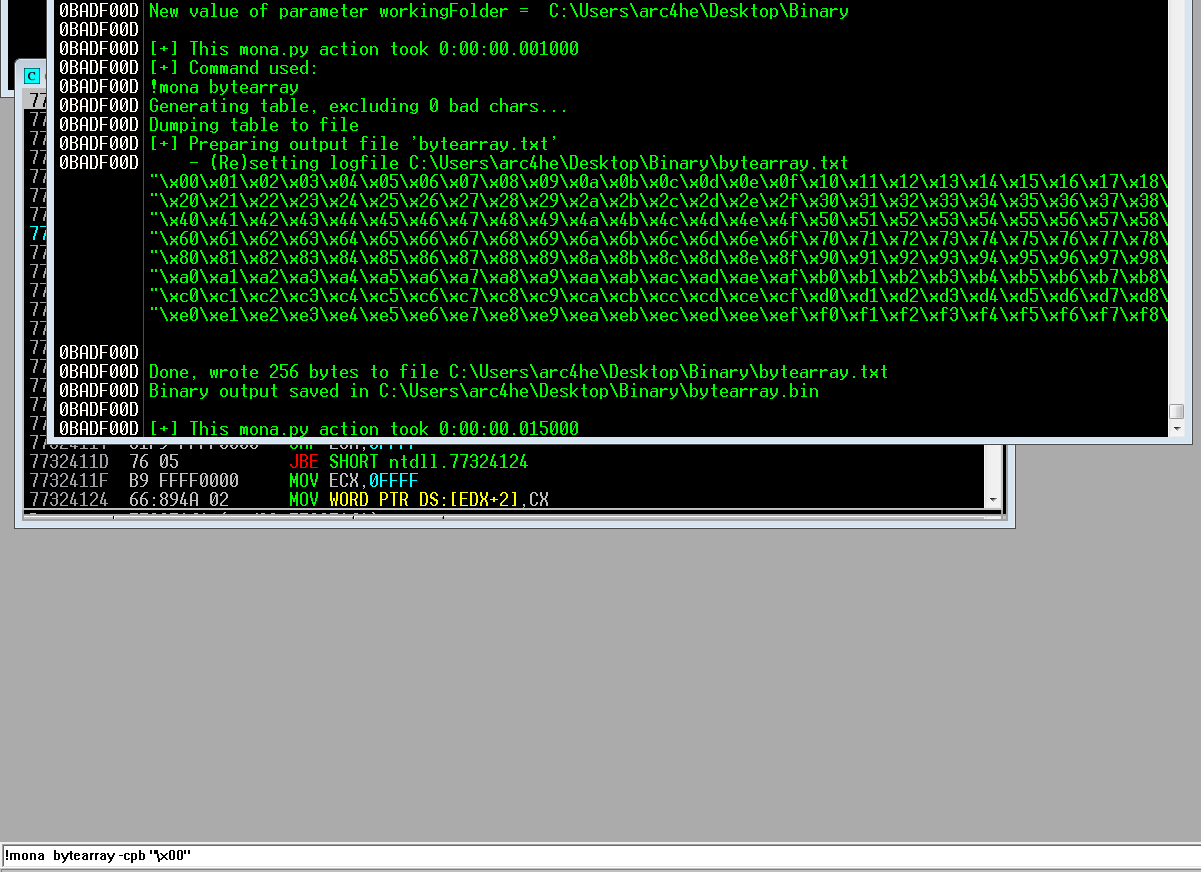 0BADF00D New value of parameter workingFolder =  C:\Users\arc4he\Desktop\Binary
0BADF00D
0BADF00D [+] This mona.py action took 0:00:00.001000
0BADF00D [+] Command used:
0BADF00D !mona bytearray
0BADF00D Generating table, excluding 0 bad chars...
0BADF00D Dumping table to file
0BADF00D [+] Preparing output file 'bytearray.txt'
0BADF00D     - (Re)setting logfile C:\Users\arc4he\Desktop\Binary\bytearray.txt
"\x00\x01\x02\x03\x04\x05\x06\x07\x08\x09\x0a\x0b\x0c\x0d\x0e\x0f\x10\x11\x12\x13\x14\x15\x16\x17\x18\
"\x20\x21\x22\x23\x24\x25\x26\x27\x28\x29\x2a\x2b\x2c\x2d\x2e\x2f\x30\x31\x32\x33\x34\x35\x36\x37\x38\
"\x40\x41\x42\x43\x44\x45\x46\x47\x48\x49\x4a\x4b\x4c\x4d\x4e\x4f\x50\x51\x52\x53\x54\x55\x56\x57\x58\
"\x60\x61\x62\x63\x64\x65\x66\x67\x68\x69\x6a\x6b\x6c\x6d\x6e\x6f\x70\x71\x72\x73\x74\x75\x76\x77\x78\
"\x80\x81\x82\x83\x84\x85\x86\x87\x88\x89\x8a\x8b\x8c\x8d\x8e\x8f\x90\x91\x92\x93\x94\x95\x96\x97\x98\
"\xa0\xa1\xa2\xa3\xa4\xa5\xa6\xa7\xa8\xa9\xaa\xab\xac\xad\xae\xaf\xb0\xb1\xb2\xb3\xb4\xb5\xb6\xb7\xb8\
"\xc0\xc1\xc2\xc3\xc4\xc5\xc6\xc7\xc8\xc9\xca\xcb\xcc\xcd\xce\xcf\xd0\xd1\xd2\xd3\xd4\xd5\xd6\xd7\xd8\
"\xe0\xe1\xe2\xe3\xe4\xe5\xe6\xe7\xe8\xe9\xea\xeb\xec\xed\xee\xef\xf0\xf1\xf2\xf3\xf4\xf5\xf6\xf7\xf8\
0BADF00D
0BADF00D Done, wrote 256 bytes to file C:\Users\arc4he\Desktop\Binary\bytearray.txt
0BADF00D Binary output saved in C:\Users\arc4he\Desktop\Binary\bytearray.bin
0BADF00D
0BADF00D [+] This mona.py action took 0:00:00.015000
7732411D 76 05 JBE SHORT ntdll.77324124
7732411F B9 FFFF0000 MOV ECX,0FFFF
77324124 66:894A 02 MOV WORD PTR DS:[EDX+2],CX
!mona  bytearray -cpb "\x00"